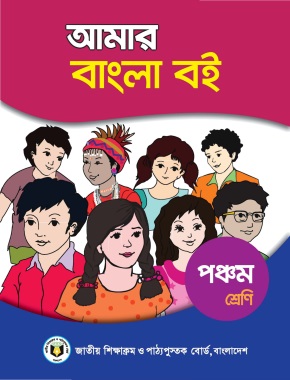 আমার
বাংলা বই
পঞ্চম
শ্রেণি
জাতীয় শিক্ষাক্রম ও পাঠ্যপুস্তক বোর্ড, বাংলাদেশ